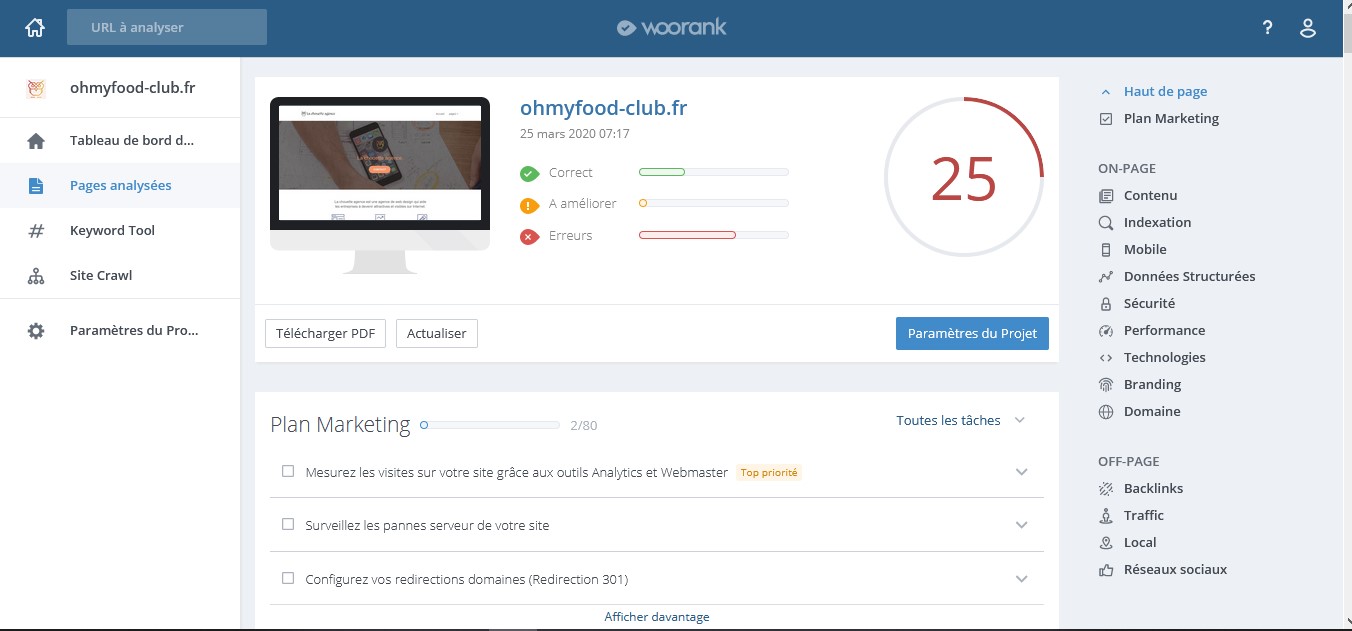 URL à analyser
woorank
?
ohmyfood-club.fr
Tableau de bord d...
Pages analysées
Keyword Tool
Site Crawl
Paramètres du Pro...
ohmyfood-club.fr
25 mars 2020 07:17
Correct
A améliorer
Erreurs
25
Télécharger PDF
Actualiser
Paramètres du Projet
Plan Marketing
2/80
Toutes les tâches
Mesurez les visites sur votre site grâce aux outils Analytics et Webmaster Top priorité
Surveillez les pannes serveur de votre site
Configurez vos redirections domaines (Redirection 301)
Afficher davantage
Haut de page
Plan Marketing
ON-PAGE
Contenu
Indexation
Mobile
Données Structurées
Sécurité
Performance
Technologies
Branding
Domaine
OFF-PAGE
Backlinks
Traffic
Local
Réseaux sociaux